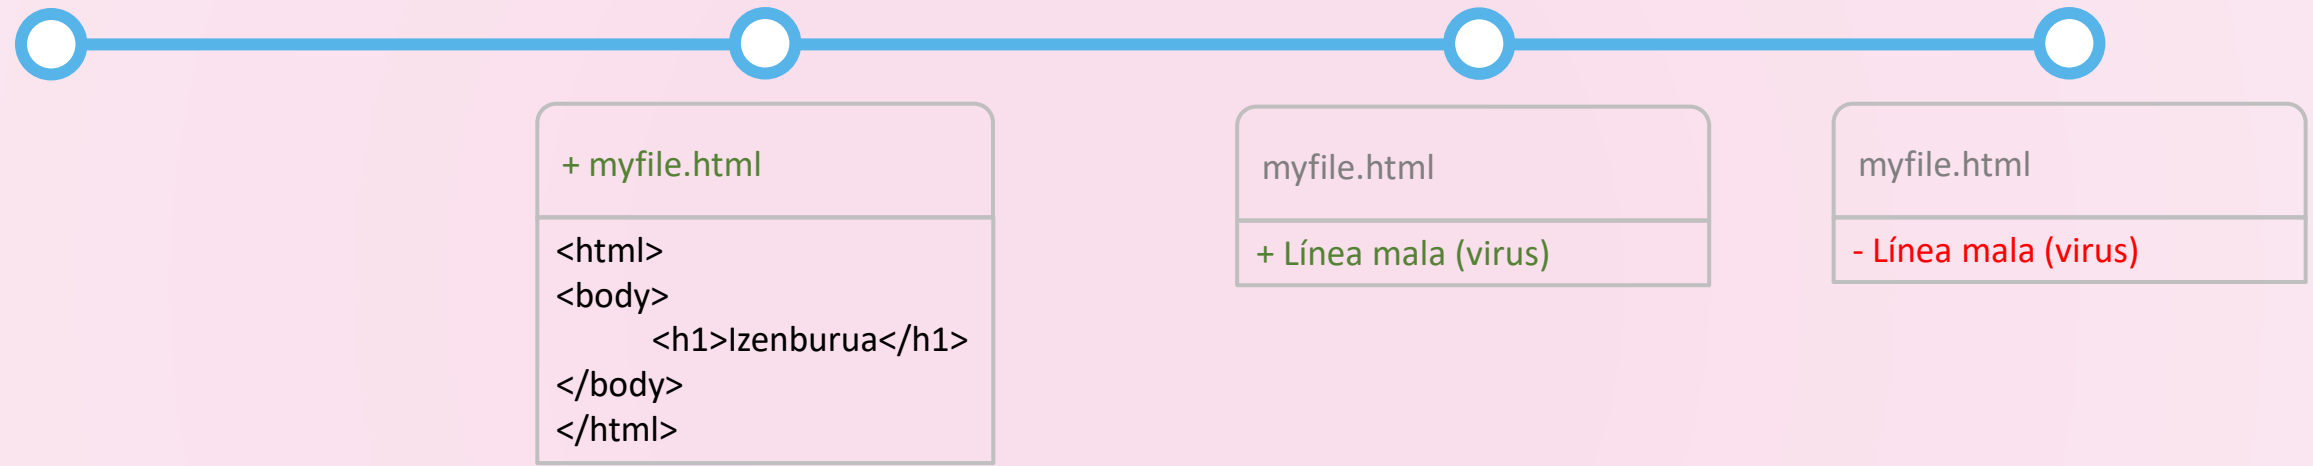 + myfile.html
<html>
<body>
<h1>Izenburua</h1>
</body>
</html>
myfile.html
+ Línea mala (virus)
myfile.html
- Línea mala (virus)